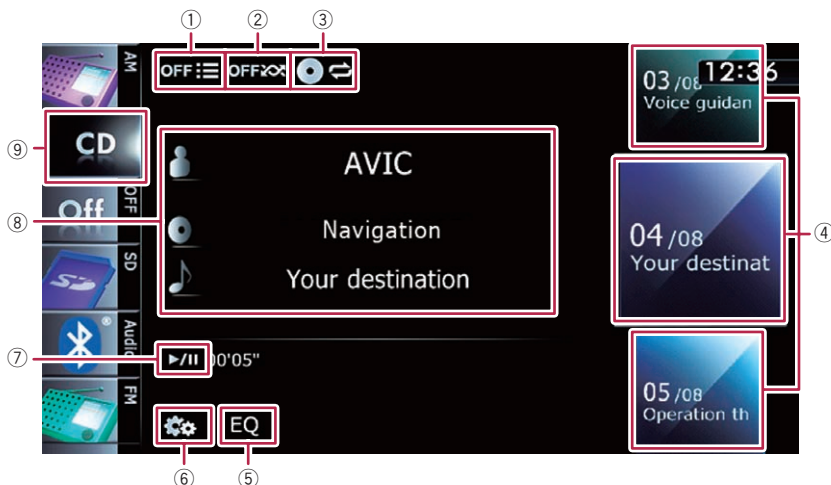 ① ② ③
AM
OFF OFF
03/08 12:36
Voice guidan
⑨ CD
④
⑧ AVIC
Off OFF
Navigation
04/08
Your destinat
SD
Your destination
Audio
⑦ ►/II 00'05"
FM
05/08
Operation th
EQ
⑥ ⑤